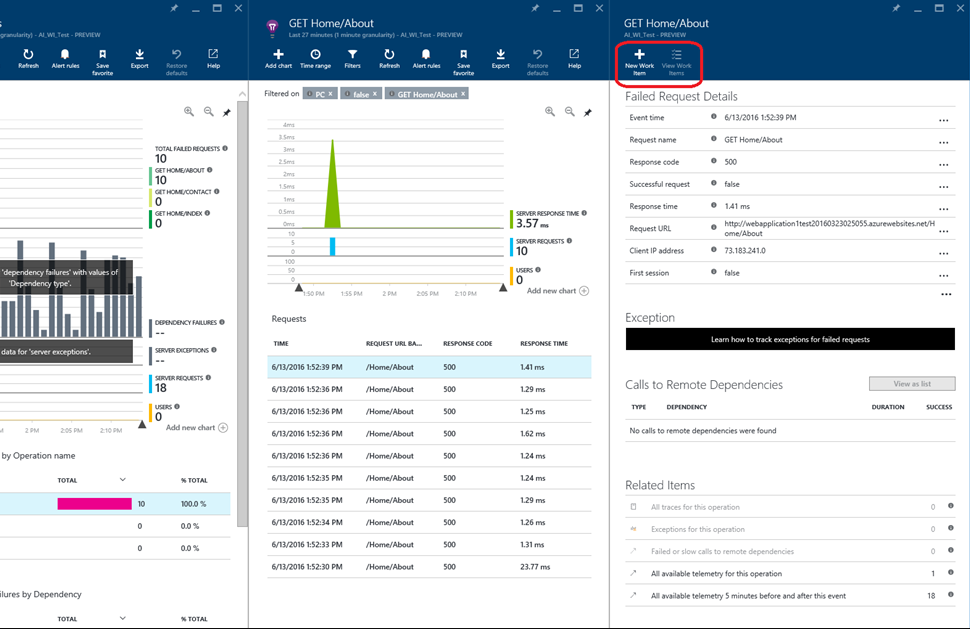 s
granularity) - AI_WI_Test - PREVIEW
Refresh
Alert rules
Save favorite
Export
Restore defaults
Help
TOTAL FAILED REQUESTS
10
GET HOME/ABOUT
10
GET HOME/CONTACT
0
GET HOME/INDEX
0
'dependency failures' with values of
'Dependency type'.
DEPENDENCY FAILURES
--
data for 'server exceptions'.
SERVER EXCEPTIONS
--
SERVER REQUESTS
18
USERS
0
M 2 PM 2:05 PM 2:10 PM
Add new chart
by Operation name
TOTAL % TOTAL
10 100.0 %
0 0.0 %
0 0.0 %
ilures by Dependency
TOTAL % TOTAL
GET Home/About
Last 27 minutes (1 minute granularity) - AI_WI_Test - PREVIEW
Add chart
Time range
Filters
Refresh
Alert rules
Save favorite
Export
Restore defaults
Help
Filtered on PC x false x GET Home/About x
4ms
3.5ms
3ms
2.5ms
2ms
1.5ms
1ms
0.5ms
0ms
10
5
0
100
50
0
SERVER RESPONSE TIME
3.57 ms
SERVER REQUESTS
10
USERS
0
1:50 PM 1:55 PM 2 PM 2:05 PM 2:10 PM
Add new chart
Requests
TIME REQUEST URL BA... RESPONSE CODE RESPONSE TIME
6/13/2016 1:52:39 PM /Home/About 500 1.41 ms
6/13/2016 1:52:36 PM /Home/About 500 1.29 ms
6/13/2016 1:52:36 PM /Home/About 500 1.25 ms
6/13/2016 1:52:36 PM /Home/About 500 1.62 ms
6/13/2016 1:52:36 PM /Home/About 500 1.24 ms
6/13/2016 1:52:35 PM /Home/About 500 1.24 ms
6/13/2016 1:52:35 PM /Home/About 500 1.29 ms
6/13/2016 1:52:34 PM /Home/About 500 1.26 ms
6/13/2016 1:52:33 PM /Home/About 500 1.31 ms
6/13/2016 1:52:30 PM /Home/About 500 23.77 ms
GET Home/About
AI_WI_Test - PREVIEW
New Work Item
View Work Items
Failed Request Details
Event time 6/13/2016 1:52:39 PM ...
Request name GET Home/About ...
Response code 500 ...
Successful request false ...
Response time 1.41 ms ...
Request URL http://webapplication1test20160323025055.azurewebsites.net/H
ome/About ...
Client IP address 73.183.241.0 ...
First session false ...
...
Exception
Learn how to track exceptions for failed requests
Calls to Remote Dependencies View as list
TYPE DEPENDENCY DURATION SUCCESS
No calls to remote dependencies were found
Related Items
All traces for this operation 0
Exceptions for this operation 0
Failed or slow calls to remote dependencies 0
All available telemetry for this operation 1
All available telemetry 5 minutes before and after this event 18